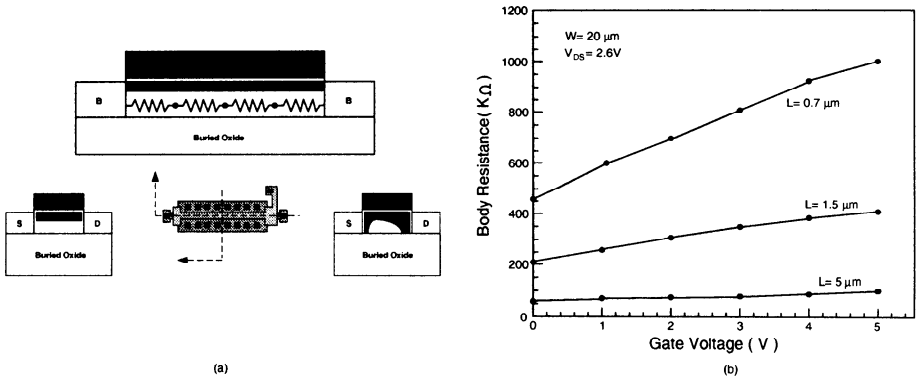 B
B
Buried Oxide
S
D
Buried Oxide
S
D
Buried Oxide
(a)
Body Resistance( KΩ )
1200
1000
800
600
400
200
0
W= 20 µm
VDS= 2.6V
L= 0.7 µm
L= 1.5 µm
L= 5 µm
0 1 2 3 4 5
Gate Voltage ( V )
(b)